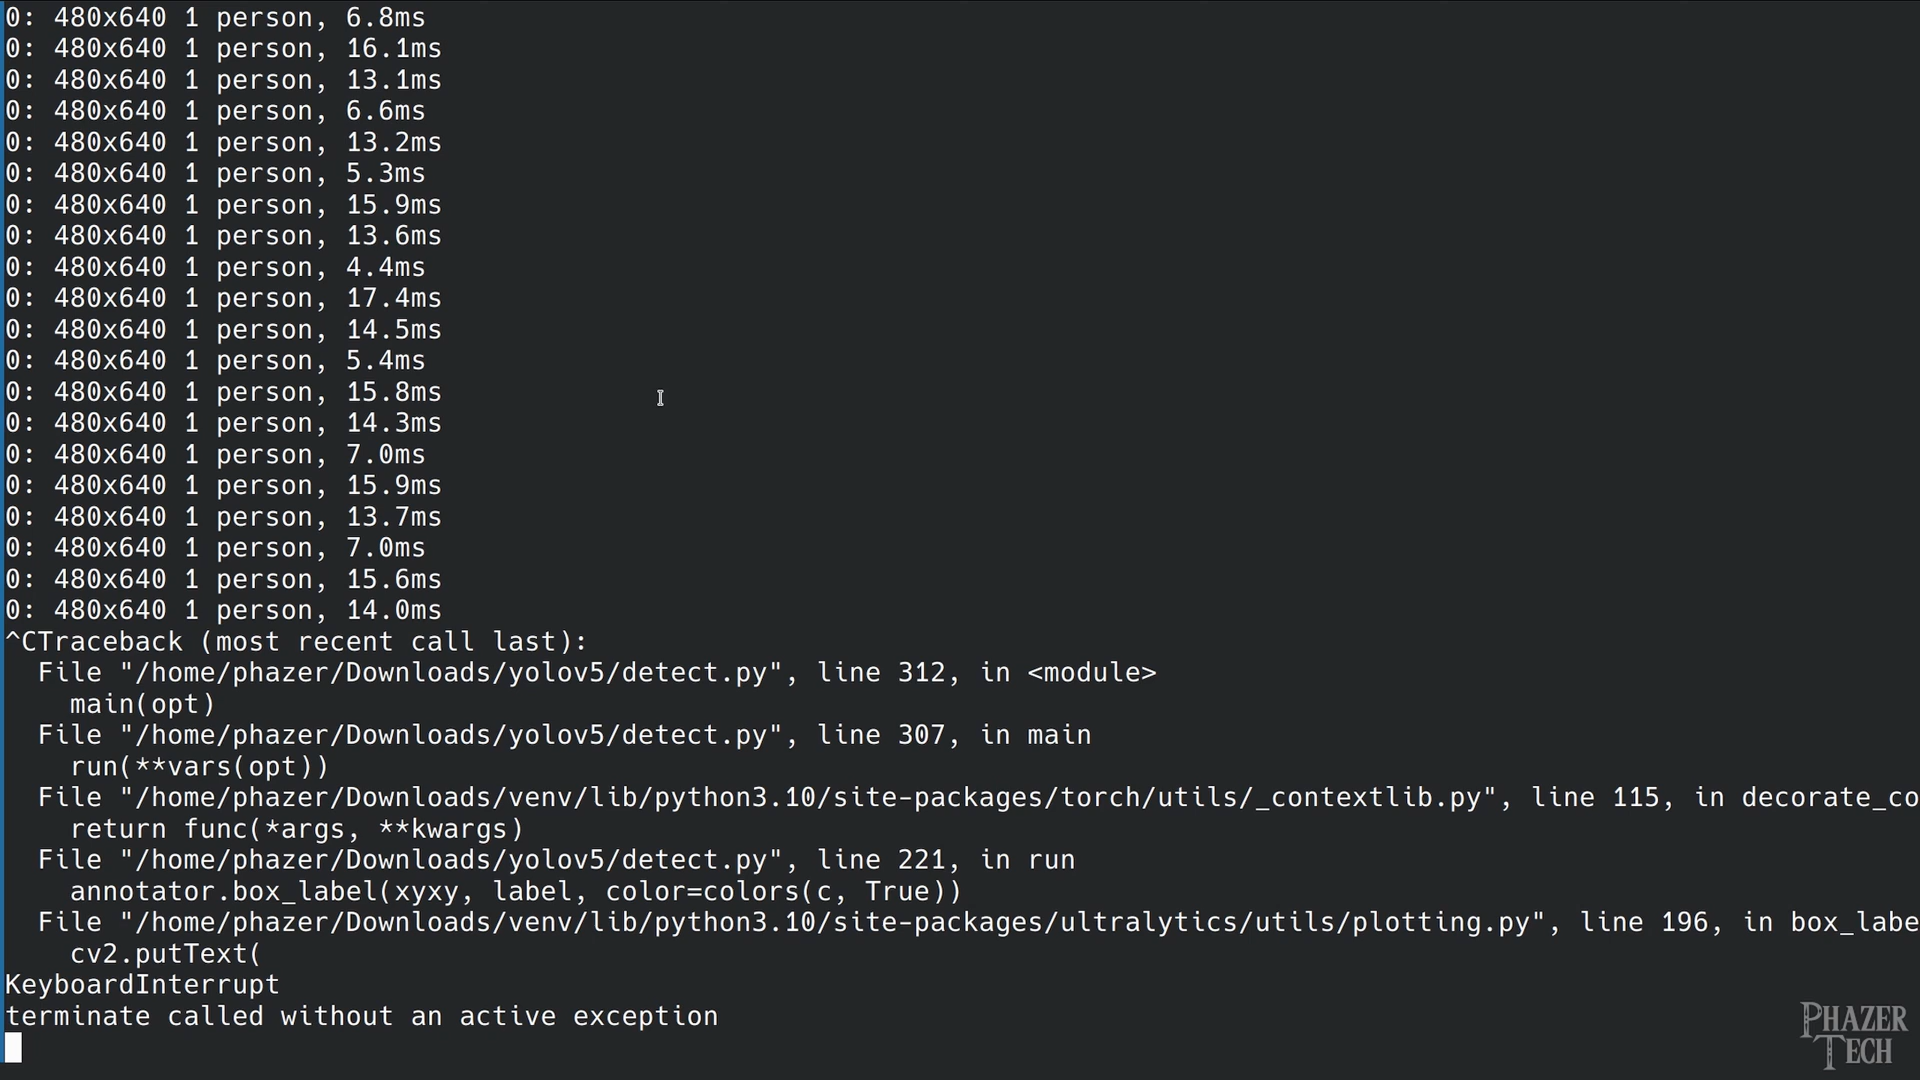 0: 480x640 1 person, 6.8ms
0: 480x640 1 person, 16.1ms
0: 480x640 1 person, 13.1ms
0: 480x640 1 person, 6.6ms
0: 480x640 1 person, 13.2ms
0: 480x640 1 person, 5.3ms
0: 480x640 1 person, 15.9ms
0: 480x640 1 person, 13.6ms
0: 480x640 1 person, 4.4ms
0: 480x640 1 person, 17.4ms
0: 480x640 1 person, 14.5ms
0: 480x640 1 person, 5.4ms
0: 480x640 1 person, 15.8ms
0: 480x640 1 person, 14.3ms
0: 480x640 1 person, 7.0ms
0: 480x640 1 person, 15.9ms
0: 480x640 1 person, 13.7ms
0: 480x640 1 person, 7.0ms
0: 480x640 1 person, 15.6ms
0: 480x640 1 person, 14.0ms
^CTraceback (most recent call last):
  File "/home/phazer/Downloads/yolov5/detect.py", line 312, in <module>
    main(opt)
  File "/home/phazer/Downloads/yolov5/detect.py", line 307, in main
    run(**vars(opt))
  File "/home/phazer/Downloads/venv/lib/python3.10/site-packages/torch/utils/_contextlib.py", line 115, in decorate_co
    return func(*args, **kwargs)
  File "/home/phazer/Downloads/yolov5/detect.py", line 221, in run
    annotator.box_label(xyxy, label, color=colors(c, True))
  File "/home/phazer/Downloads/venv/lib/python3.10/site-packages/ultralytics/utils/plotting.py", line 196, in box_labe
    cv2.putText(
KeyboardInterrupt
terminate called without an active exception
PHAZER
TECH